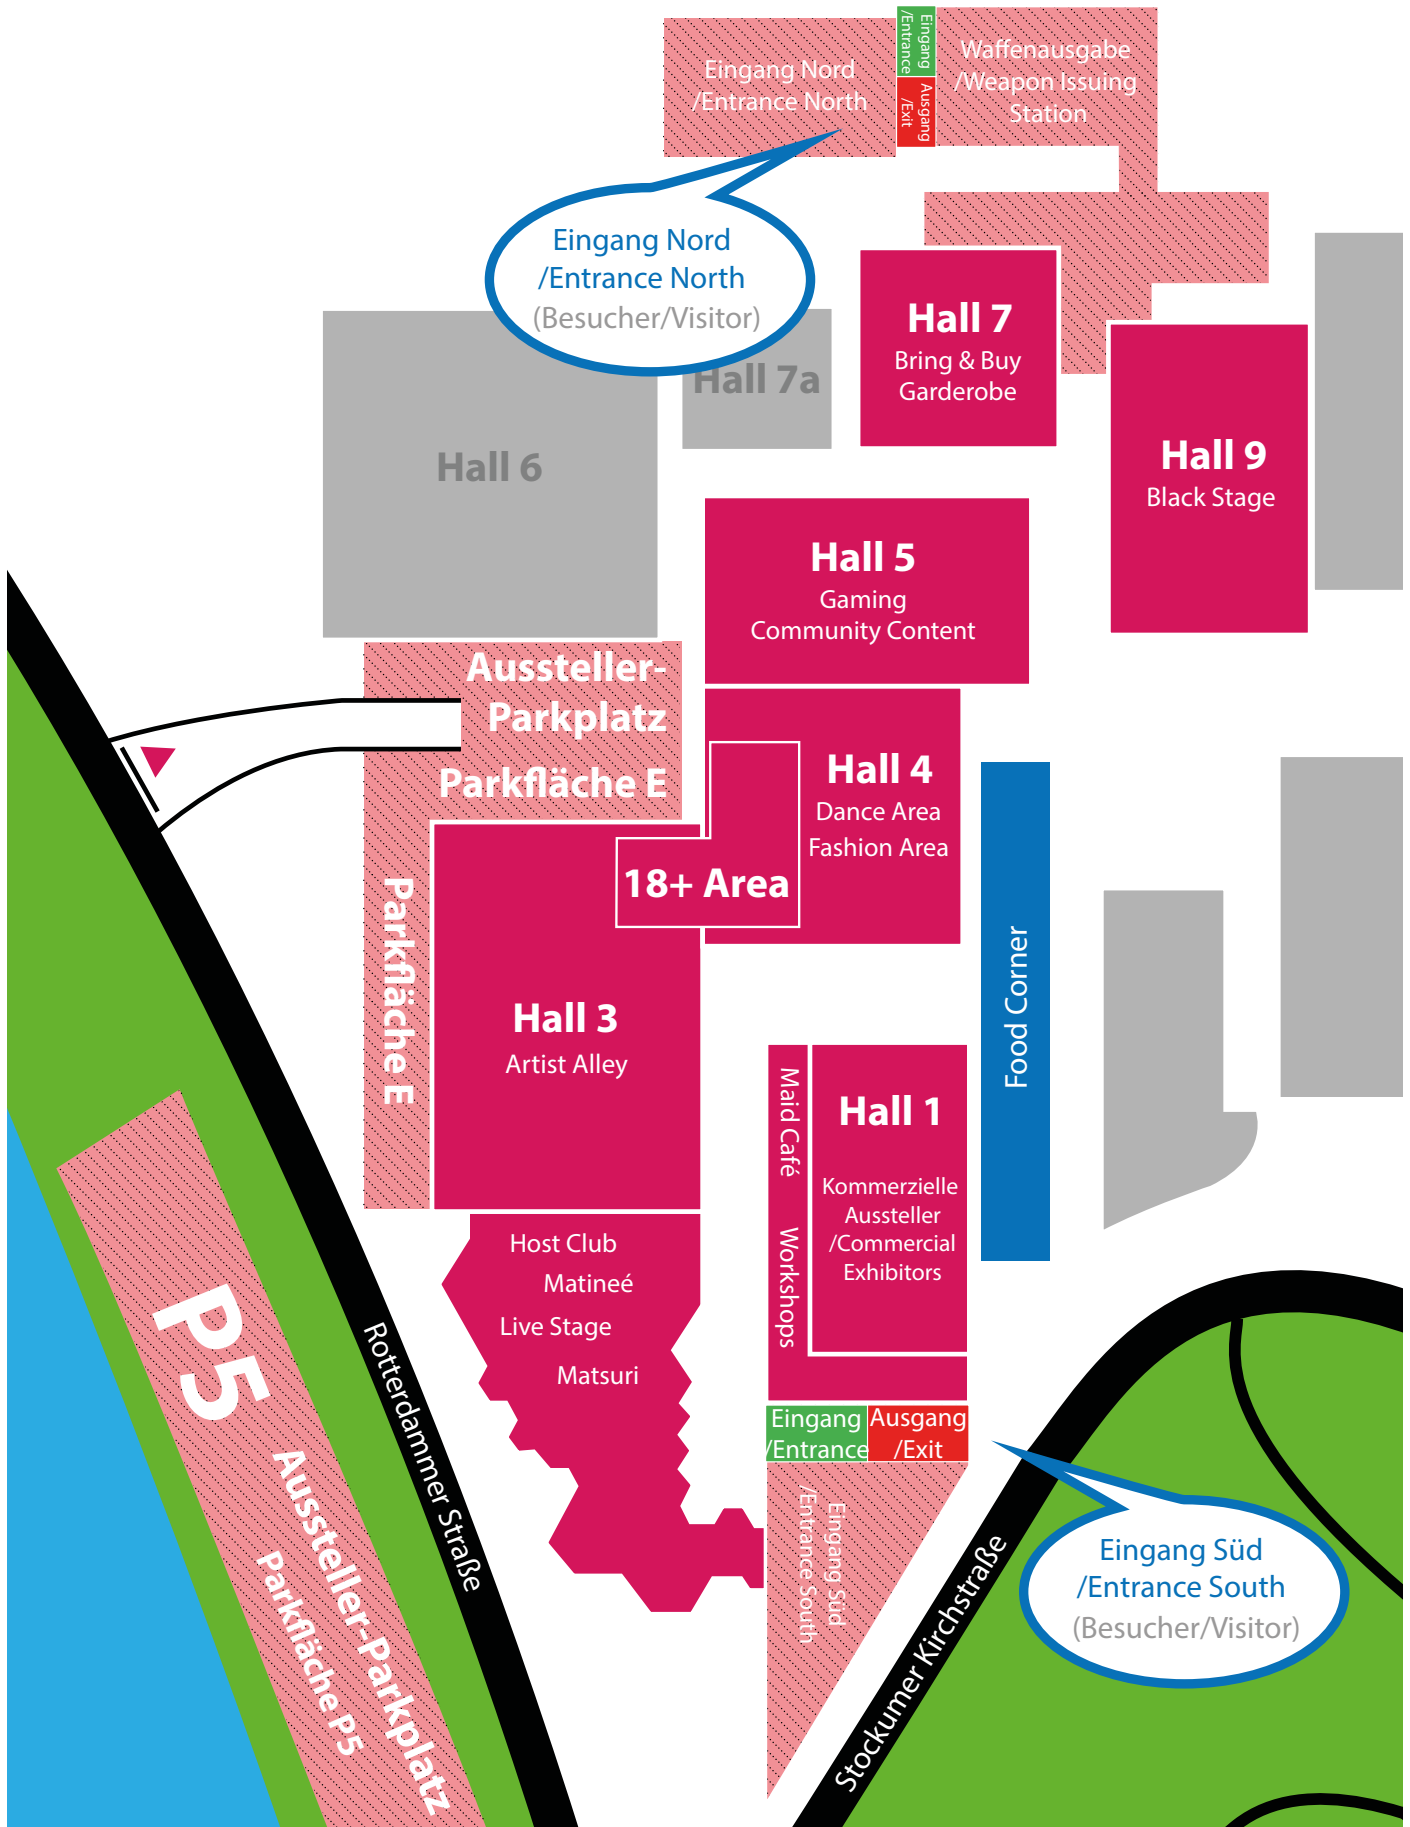 Eingang Nord
/Entrance North
Eingang
/Entrance
Ausgang
/Exit
Waffenausgabe
/Weapon Issuing
Station
Eingang Nord
/Entrance North
(Besucher/Visitor)
Hall 7
Bring & Buy
Garderobe
Hall 7a
Hall 6
Hall 9
Black Stage
Hall 5
Gaming
Community Content
Aussteller-
Parkplatz
Parkfläche E
Hall 4
Dance Area
Fashion Area
18+ Area
Parkfläche E
Hall 3
Artist Alley
Food Corner
Maid Café
Workshops
Hall 1
Kommerzielle
Aussteller
/Commercial
Exhibitors
Host Club
Matineé
Live Stage
Matsuri
Eingang
/Entrance
Ausgang
/Exit
Eingang Süd
/Entrance South
Eingang Süd
/Entrance South
(Besucher/Visitor)
P5
Aussteller-Parkplatz
Parkfläche P5
Rotterdammer Straße
Stockumer Kirchstraße